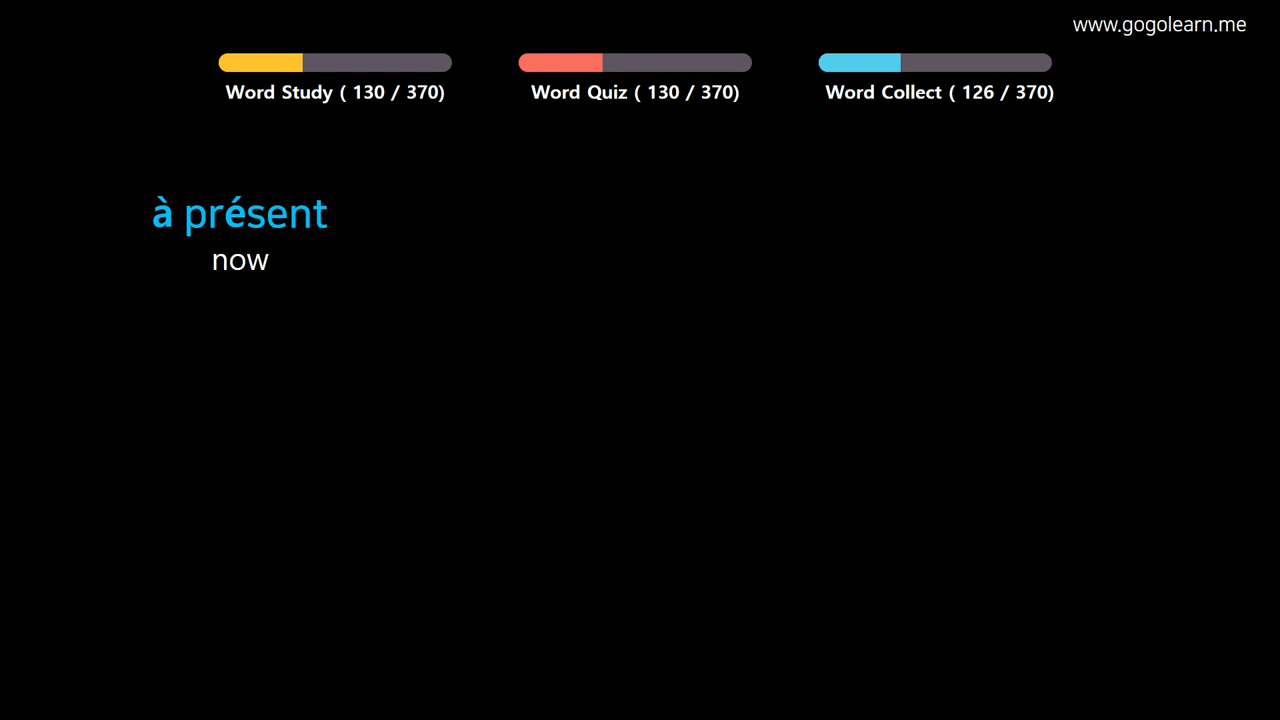 www.gogolearn.me
Word Study ( 130 / 370)
Word Quiz ( 130 / 370)
Word Collect ( 126 / 370)
à présent
now